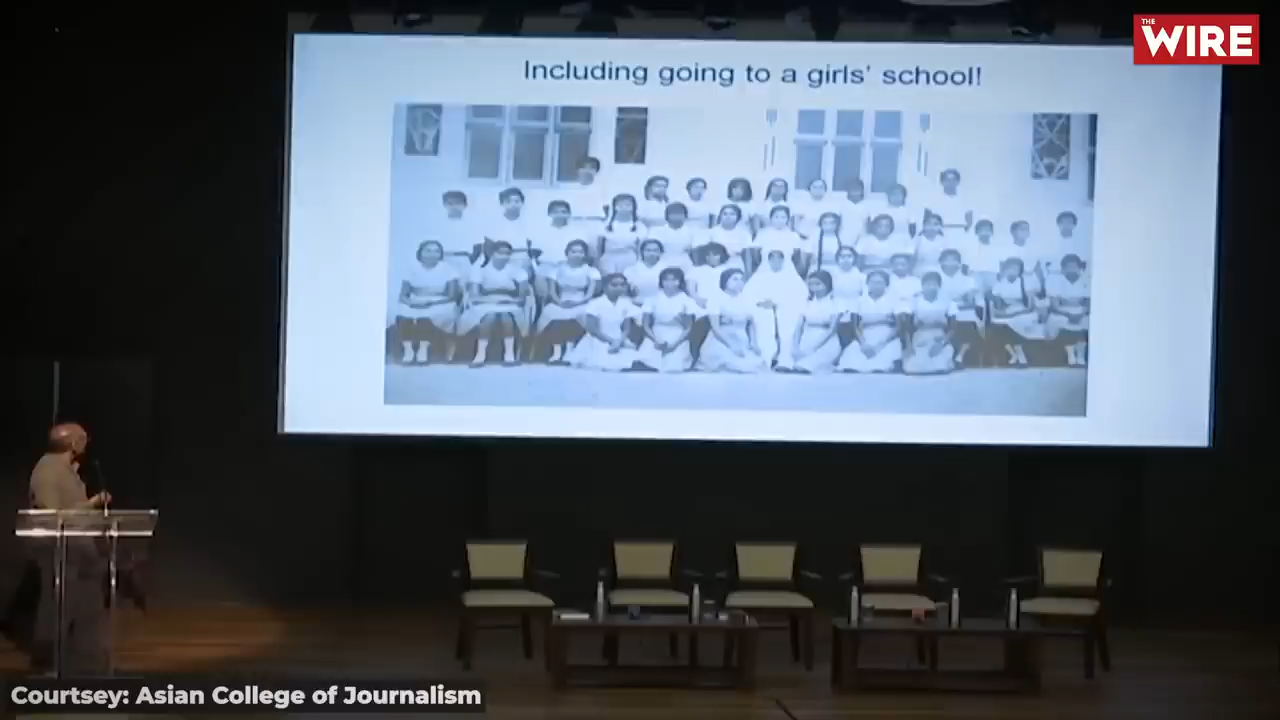 THE
WIRE
Including going to a girls' school!
Courtsey: Asian College of Journalism